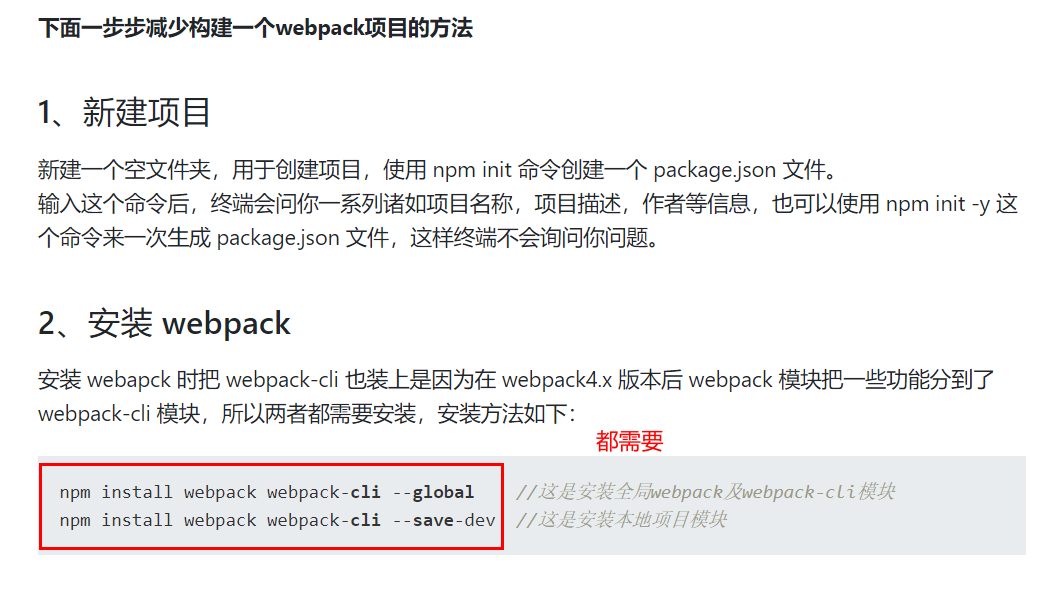 下面一步步减少构建一个webpack项目的方法
1、新建项目
新建一个空文件夹，用于创建项目，使用 npm init 命令创建一个 package.json 文件。
输入这个命令后，终端会问你一系列诸如项目名称，项目描述，作者等信息，也可以使用 npm init -y 这
个命令来一次生成 package.json 文件，这样终端不会询问你问题。
2、安装 webpack
安装 webapck 时把 webpack-cli 也装上是因为在 webpack4.x 版本后 webpack 模块把一些功能分到了
webpack-cli 模块，所以两者都需要安装，安装方法如下：
都需要
npm install webpack webpack-cli --global //这是安装全局webpack及webpack-cli模块
npm install webpack webpack-cli --save-dev //这是安装本地项目模块